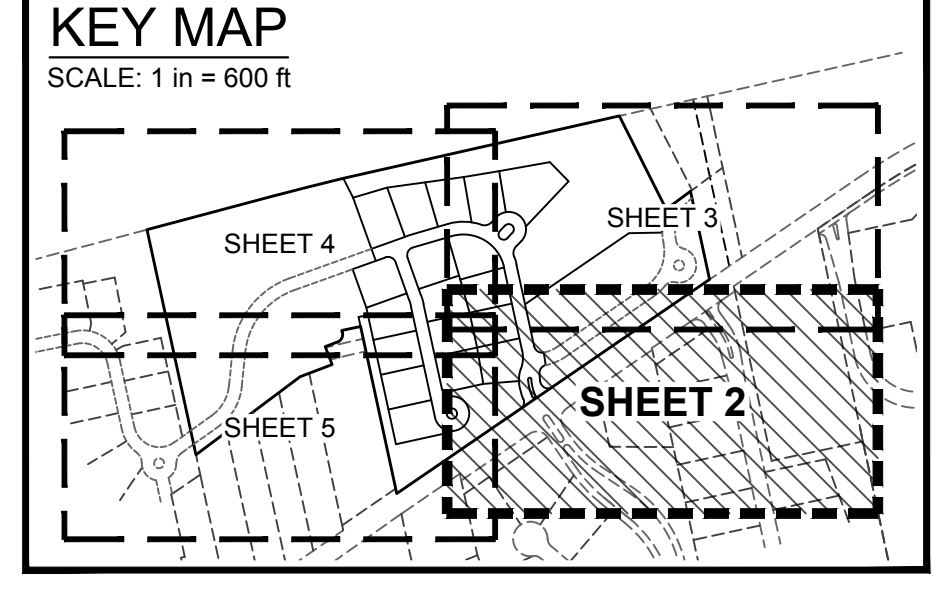 KEY MAP
SCALE: 1 in = 600 ft
SHEET 3
SHEET 4
SHEET 2
SHEET 5